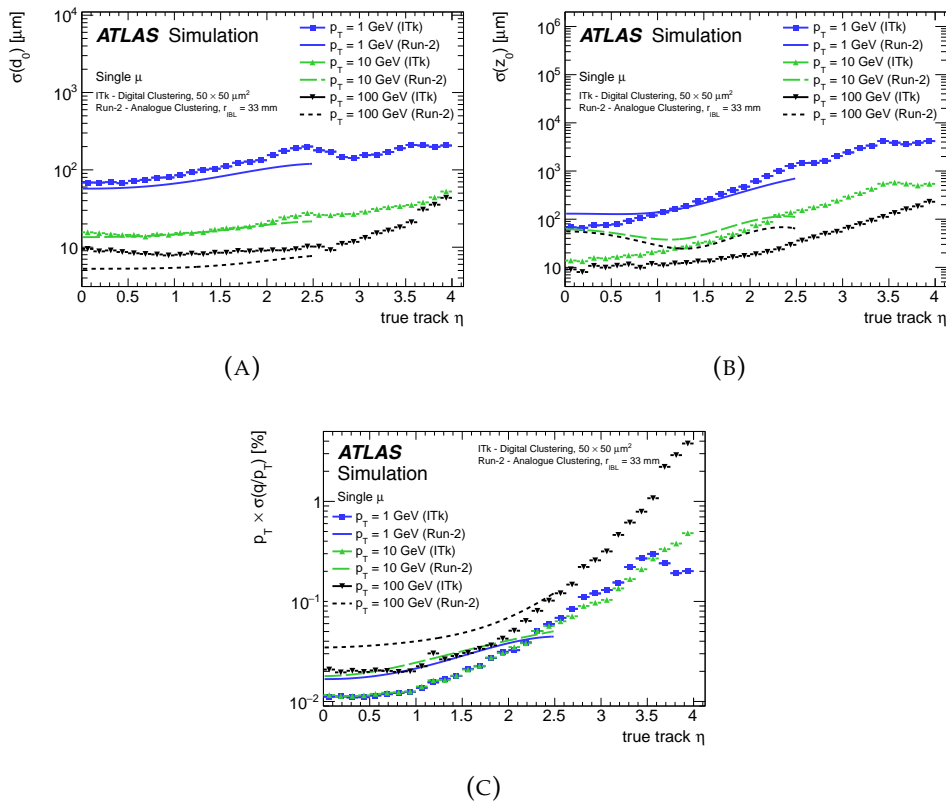 σ(d₀) [μm]
10⁴
10³
10²
10
ATLAS Simulation
Single μ
ITk - Digital Clustering, 50 × 50 μm²
Run-2 - Analogue Clustering, r_IBL = 33 mm
p_T = 1 GeV (ITk)
p_T = 1 GeV (Run-2)
p_T = 10 GeV (ITk)
p_T = 10 GeV (Run-2)
p_T = 100 GeV (ITk)
p_T = 100 GeV (Run-2)
0 0.5 1 1.5 2 2.5 3 3.5 4
true track η
(A)
σ(z₀) [μm]
10⁶
10⁵
10⁴
10³
10²
10
ATLAS Simulation
Single μ
ITk - Digital Clustering, 50 × 50 μm²
Run-2 - Analogue Clustering, r_IBL = 33 mm
p_T = 1 GeV (ITk)
p_T = 1 GeV (Run-2)
p_T = 10 GeV (ITk)
p_T = 10 GeV (Run-2)
p_T = 100 GeV (ITk)
p_T = 100 GeV (Run-2)
0 0.5 1 1.5 2 2.5 3 3.5 4
true track η
(B)
p_T × σ(q/p_T) [%]
1
10⁻¹
10⁻²
ATLAS
Simulation
ITk - Digital Clustering, 50 × 50 μm²
Run-2 - Analogue Clustering, r_IBL = 33 mm
Single μ
p_T = 1 GeV (ITk)
p_T = 1 GeV (Run-2)
p_T = 10 GeV (ITk)
p_T = 10 GeV (Run-2)
p_T = 100 GeV (ITk)
p_T = 100 GeV (Run-2)
0 0.5 1 1.5 2 2.5 3 3.5 4
true track η
(C)